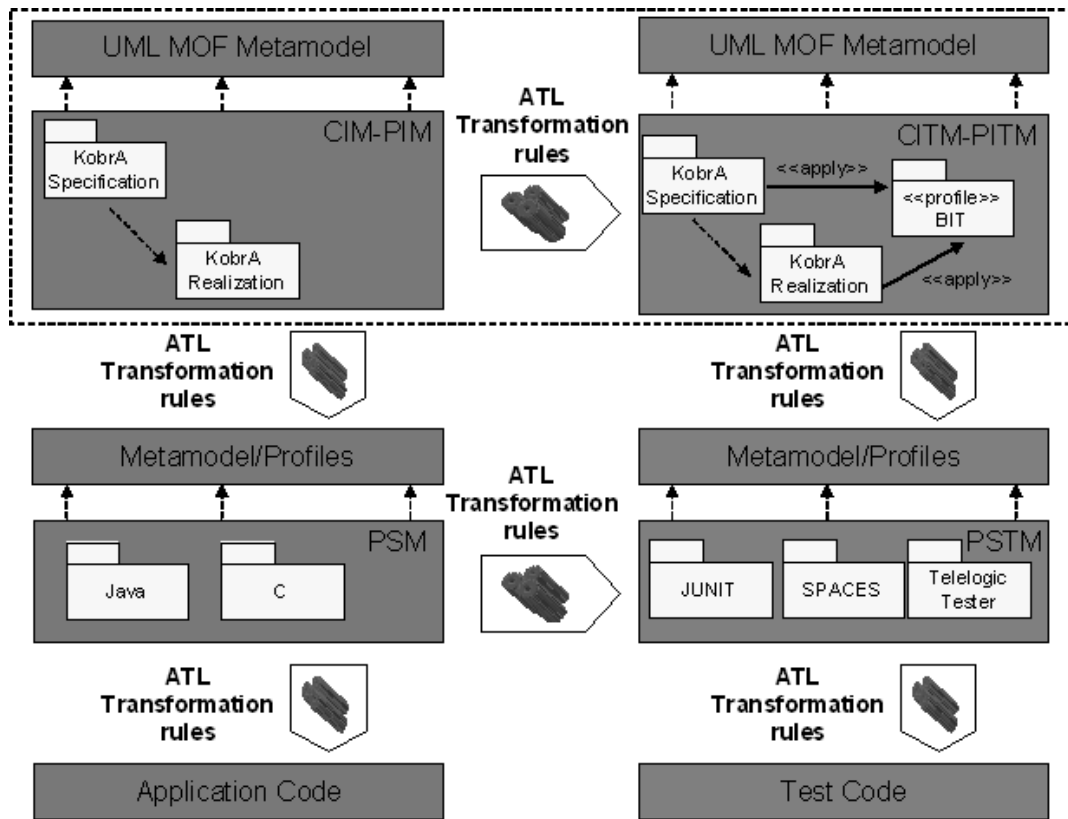 UML MOF Metamodel
UML MOF Metamodel
ATL
Transformation
rules
CIM-PIM
KobrA
Specification
KobrA
Realization
CITM-PITM
KobrA
Specification
<<apply>>
<<profile>>
BIT
KobrA
Realization
<<apply>>
ATL
Transformation
rules
ATL
Transformation
rules
Metamodel/Profiles
Metamodel/Profiles
ATL
Transformation
rules
PSM
Java
C
PSTM
JUNIT
SPACES
Telelogic
Tester
ATL
Transformation
rules
ATL
Transformation
rules
Application Code
Test Code